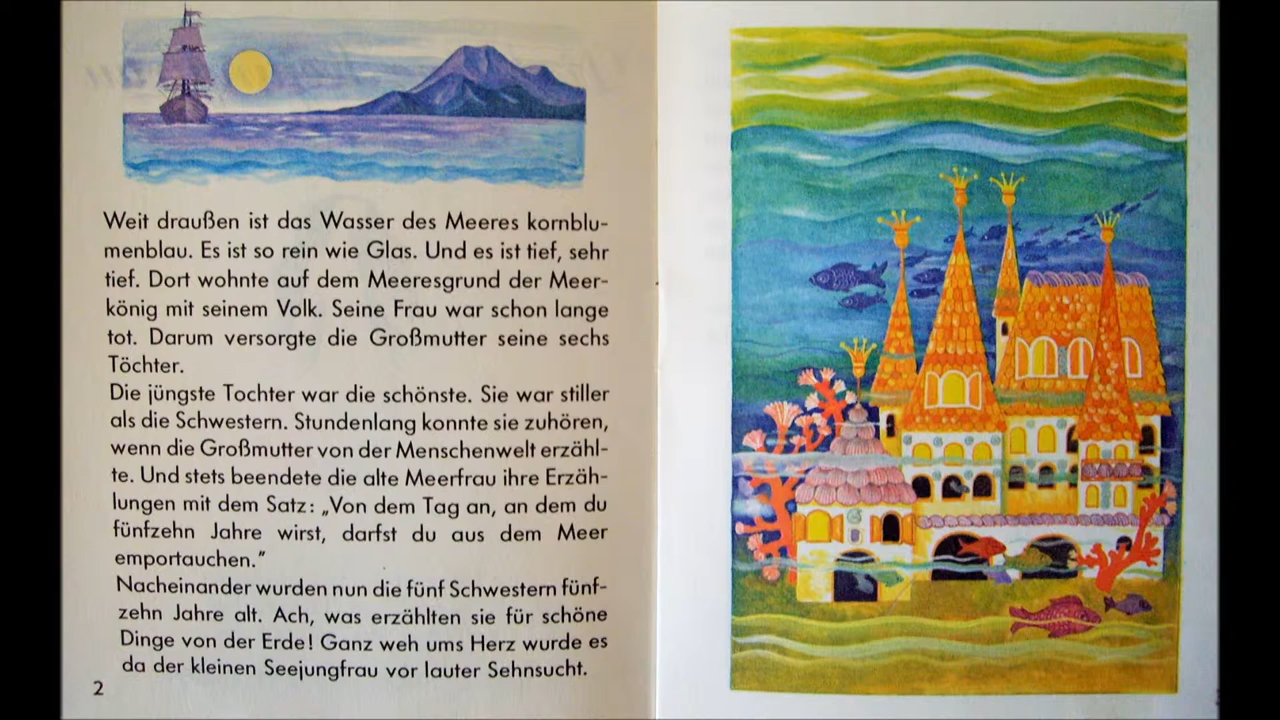 Weit draußen ist das Wasser des Meeres kornblu-
menblau. Es ist so rein wie Glas. Und es ist tief, sehr
tief. Dort wohnte auf dem Meeresgrund der Meer-
könig mit seinem Volk. Seine Frau war schon lange
tot. Darum versorgte die Großmutter seine sechs
Töchter.
Die jüngste Tochter war die schönste. Sie war stiller
als die Schwestern. Stundenlang konnte sie zuhören,
wenn die Großmutter von der Menschenwelt erzähl-
te. Und stets beendete die alte Meerfrau ihre Erzäh-
lungen mit dem Satz: „Von dem Tag an, an dem du
fünfzehn Jahre wirst, darfst du aus dem Meer
emportauchen.”
Nacheinander wurden nun die fünf Schwestern fünf-
zehn Jahre alt. Ach, was erzählten sie für schöne
Dinge von der Erde! Ganz weh ums Herz wurde es
da der kleinen Seejungfrau vor lauter Sehnsucht.
2